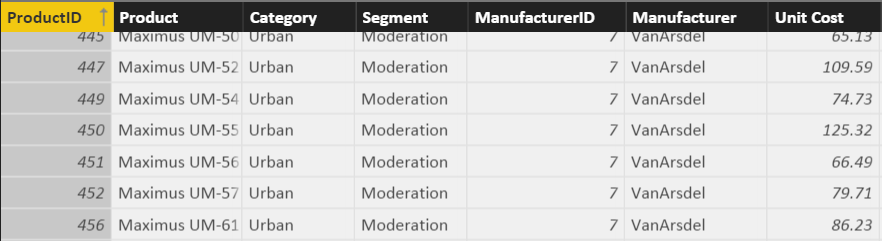 ProductID ↑ Product Category Segment ManufacturerID Manufacturer Unit Cost
445 Maximus UM-50 Urban Moderation 7 VanArsdel 65.13
447 Maximus UM-52 Urban Moderation 7 VanArsdel 109.59
449 Maximus UM-54 Urban Moderation 7 VanArsdel 74.73
450 Maximus UM-55 Urban Moderation 7 VanArsdel 125.32
451 Maximus UM-56 Urban Moderation 7 VanArsdel 66.49
452 Maximus UM-57 Urban Moderation 7 VanArsdel 79.71
456 Maximus UM-61 Urban Moderation 7 VanArsdel 86.23